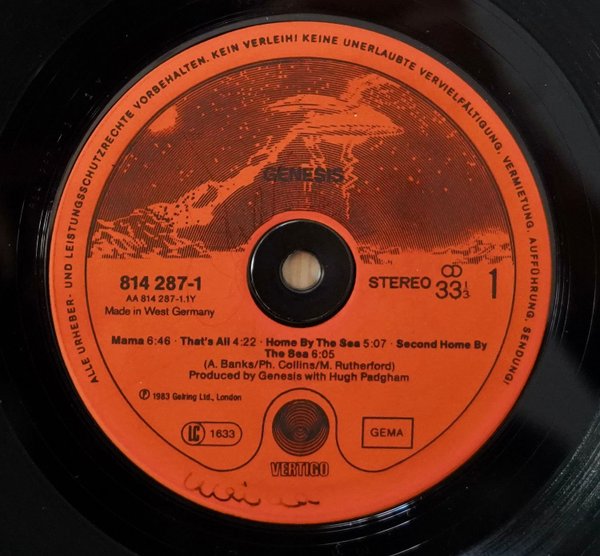 ALLE URHEBER- UND LEISTUNGSSCHUTZRECHTE VORBEHALTEN. KEIN VERLEIH! KEINE UNERLAUBTE VERVIELFÄLTIGUNG, VERMIETUNG, AUFFÜHRUNG, SENDUNG!
GENESIS
814 287-1
AA 814 287-1.1Y
Made in West Germany
STEREO 33 1/3 1
Mama 6:46 · That's All 4:22 · Home By The Sea 5:07 · Second Home By
The Sea 6:05
(A. Banks/Ph. Collins/M. Rutherford)
Produced by Genesis with Hugh Padgham
℗ 1983 Gelring Ltd., London
LC 1633
GEMA
VERTIGO